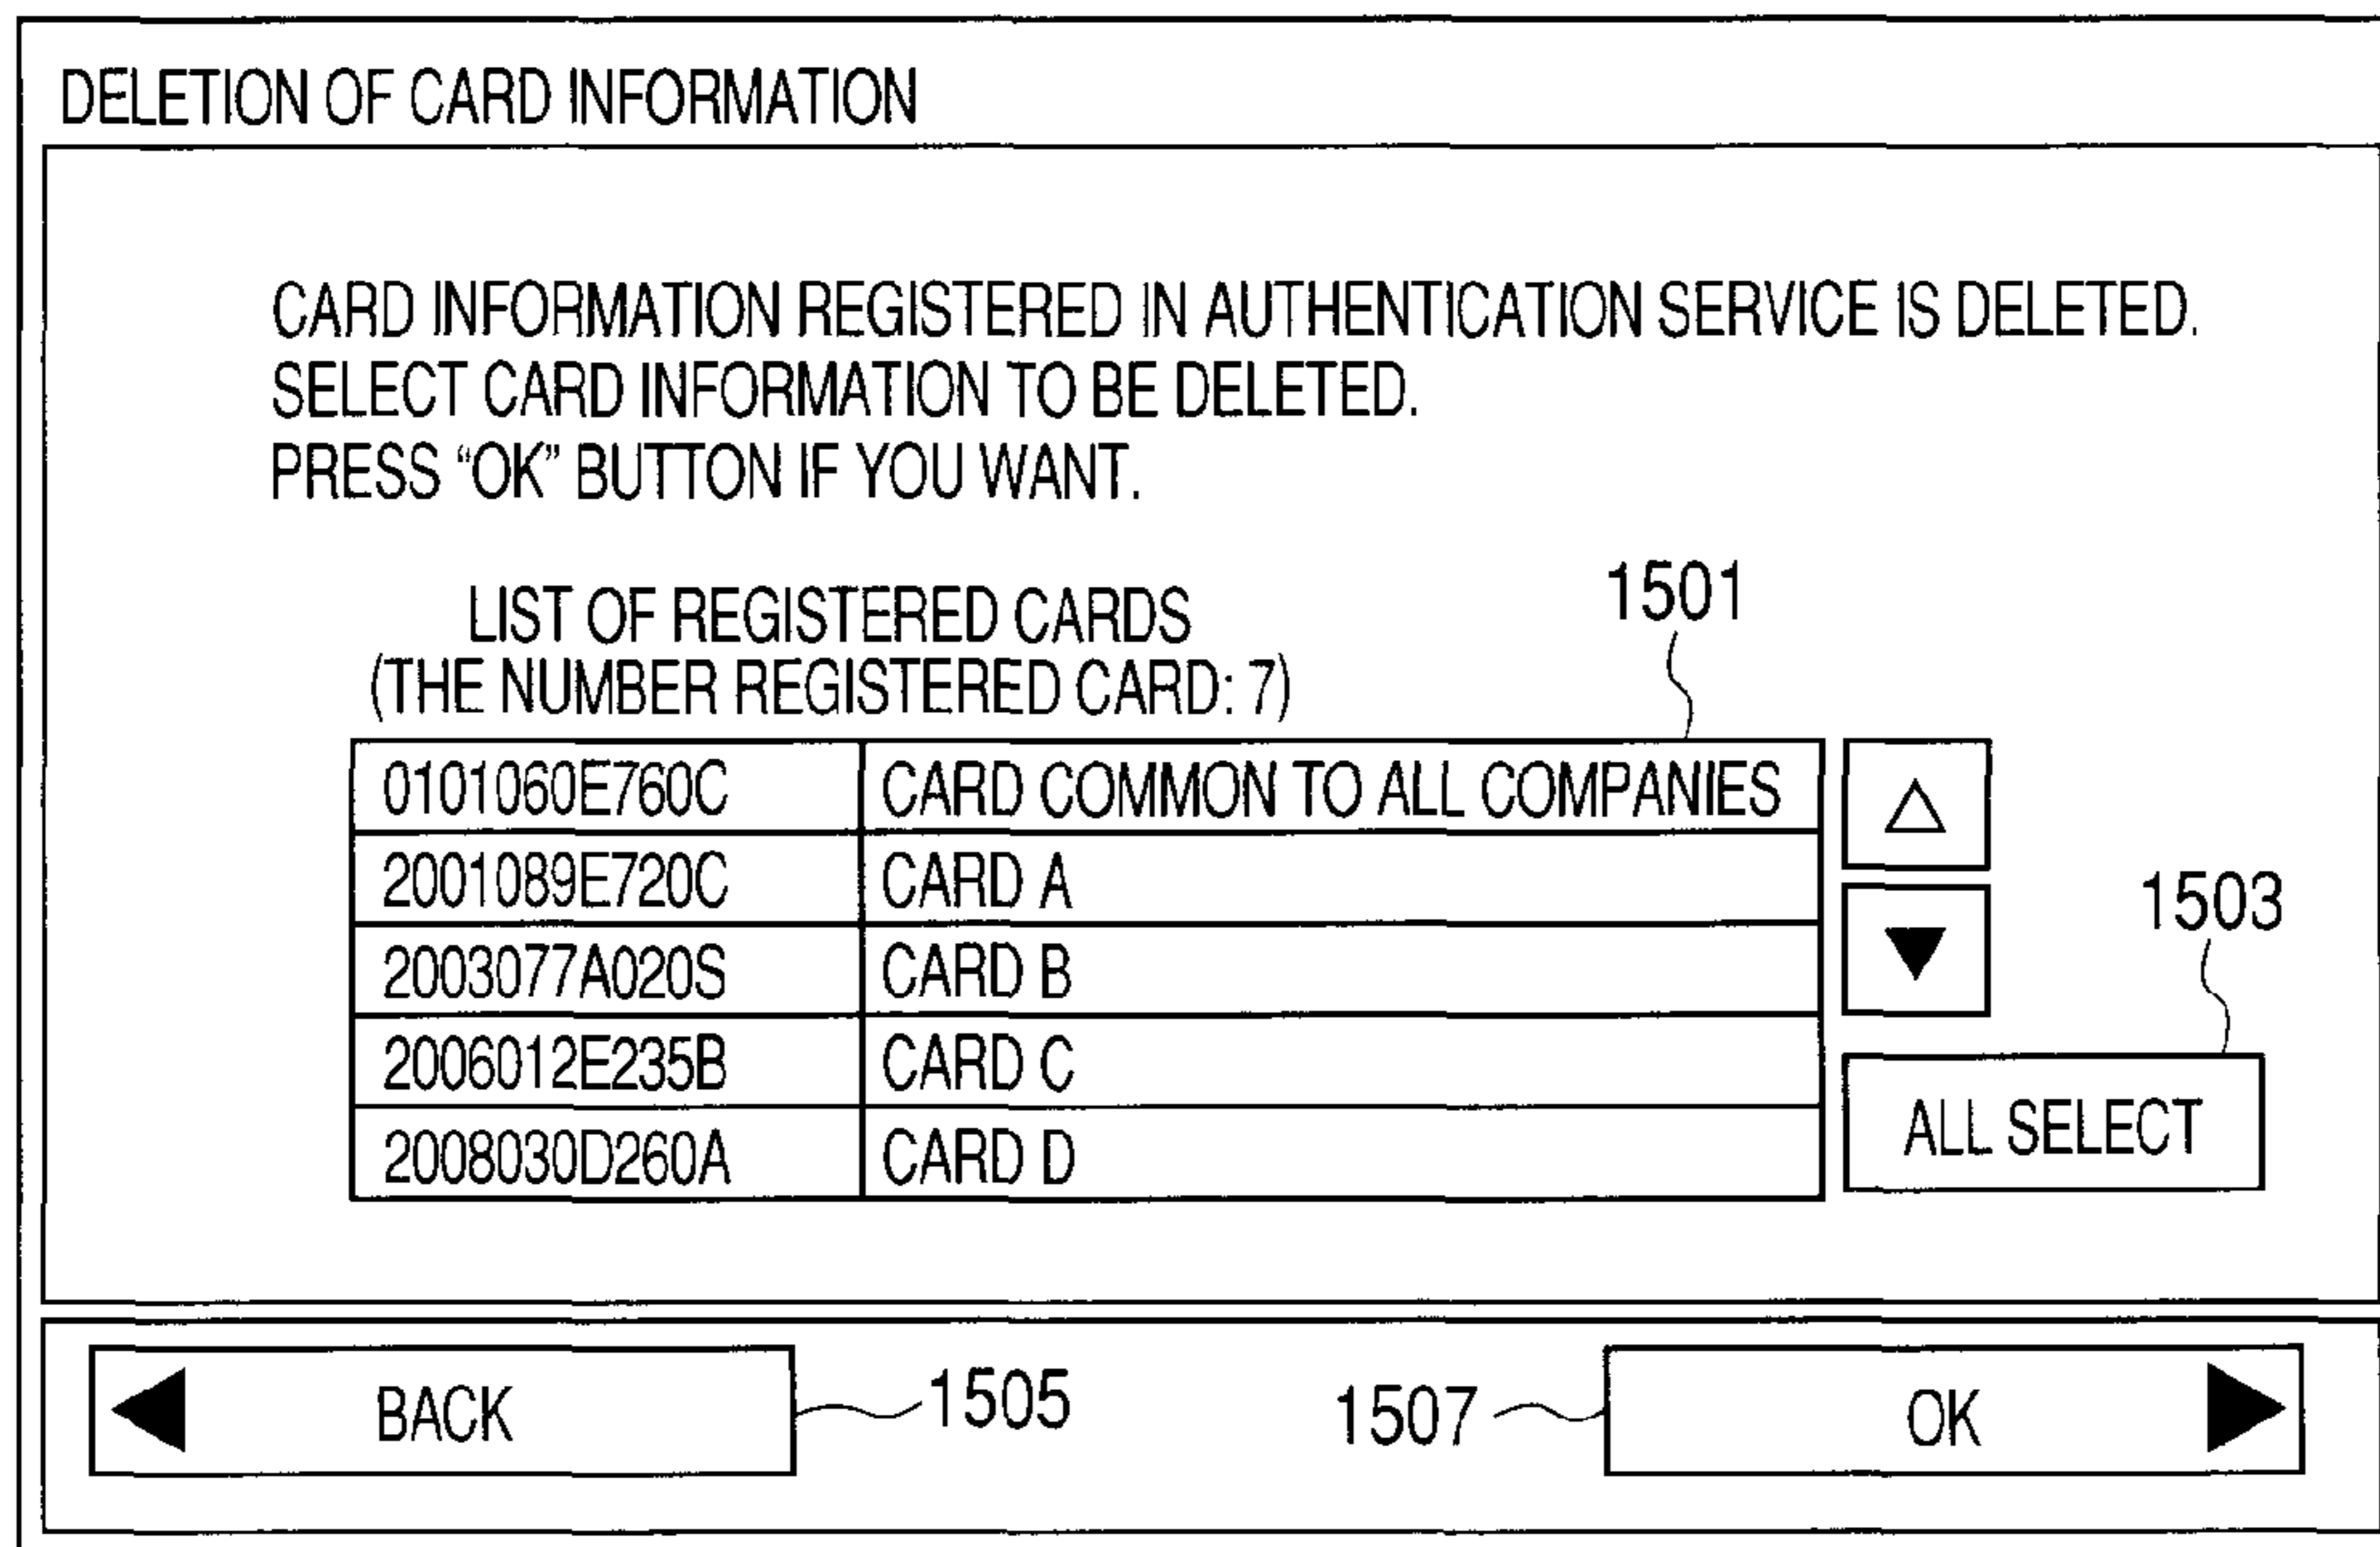 DELETION OF CARD INFORMATION
CARD INFORMATION REGISTERED IN AUTHENTICATION SERVICE IS DELETED.
SELECT CARD INFORMATION TO BE DELETED.
PRESS “OK” BUTTON IF YOU WANT.
LIST OF REGISTERED CARDS
(THE NUMBER REGISTERED CARD: 7)
1501
0101060E760C CARD COMMON TO ALL COMPANIES
2001089E720C CARD A
2003077A020S CARD B
2006012E235B CARD C
2008030D260A CARD D
1503
ALL SELECT
BACK 1505 1507 OK